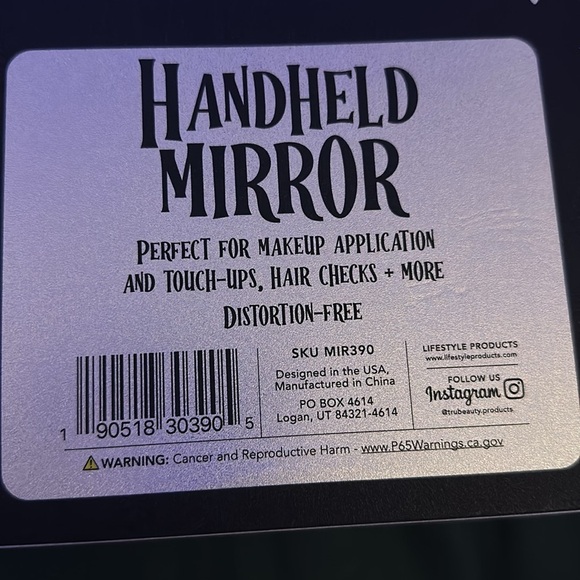 HANDHELD
MIRROR
PERFECT FOR MAKEUP APPLICATION
AND TOUCH-UPS, HAIR CHECKS + MORE
DISTORTION-FREE
1 90518 30390 5
SKU MIR390
Designed in the USA,
Manufactured in China
PO BOX 4614
Logan, UT 84321-4614
LIFESTYLE PRODUCTS
www.lifestyleproducts.com
FOLLOW US
Instagram
@trubeauty.products
WARNING: Cancer and Reproductive Harm - www.P65Warnings.ca.gov